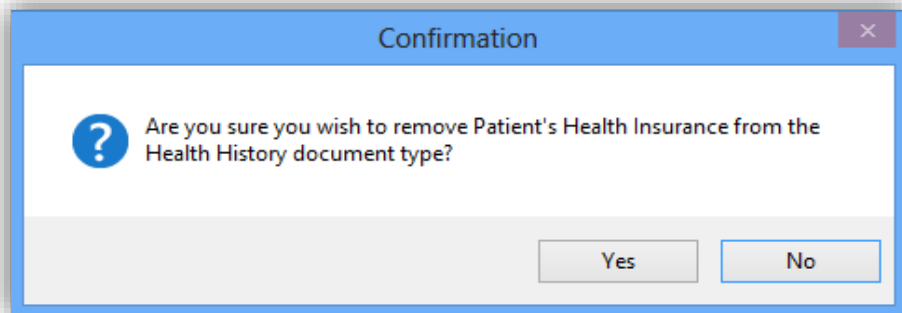 Confirmation
Are you sure you wish to remove Patient's Health Insurance from the
Health History document type?
Yes
No